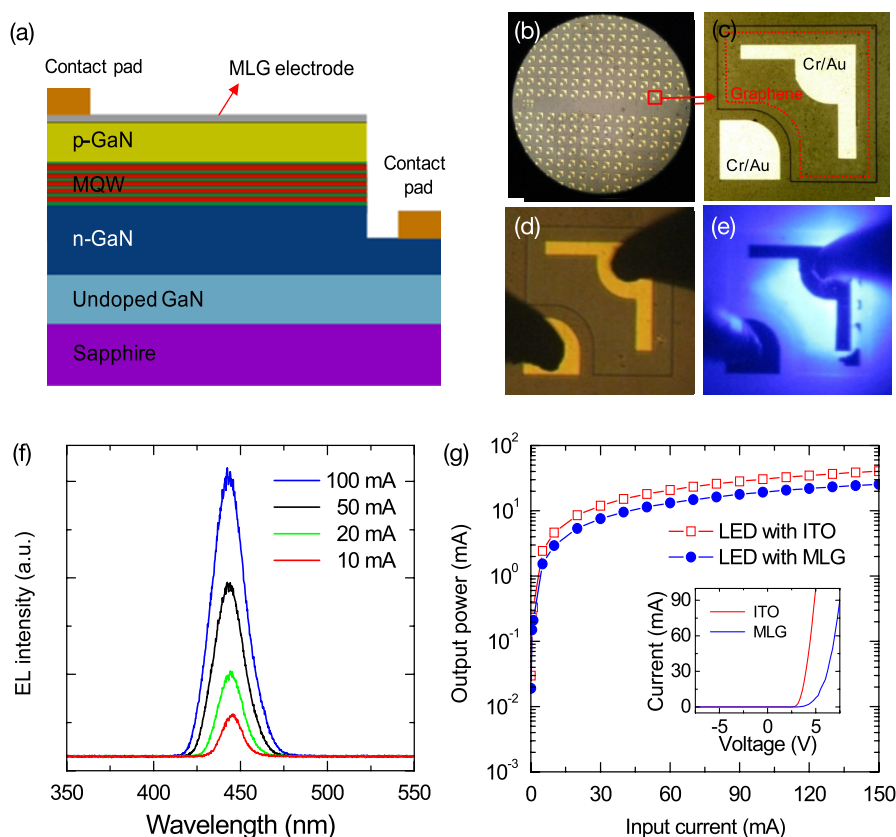 (a)
Contact pad
MLG electrode
p-GaN
MQW
Contact
pad
n-GaN
Undoped GaN
Sapphire
(b)
(c)
Cr/Au
Graphene
Cr/Au
(d)
(e)
(f)
EL intensity (a.u.)
100 mA
50 mA
20 mA
10 mA
350 400 450 500 550
Wavelength (nm)
(g)
Output power (mA)
10²
10¹
10⁰
10⁻¹
10⁻²
10⁻³
LED with ITO
LED with MLG
Current (mA)
90
60
30
0
ITO
MLG
-5 0 5
Voltage (V)
0 30 60 90 120 150
Input current (mA)